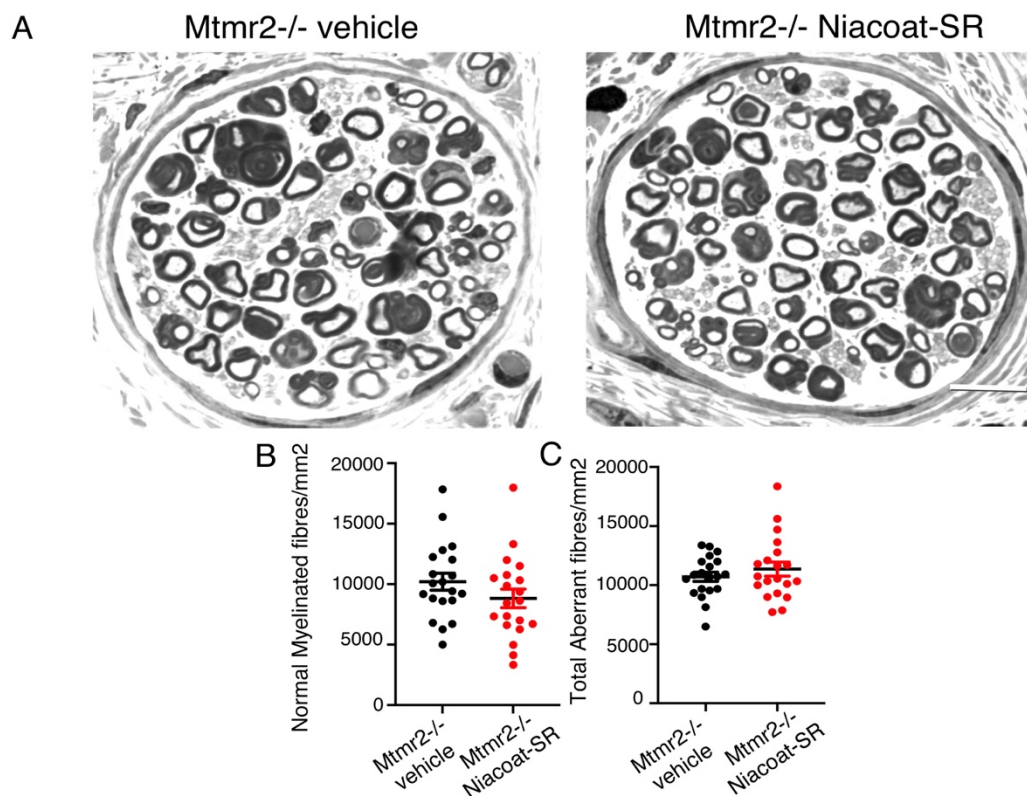 A
Mtmr2-/- vehicle
Mtmr2-/- Niacoat-SR
B
Normal Myelinated fibres/mm2
20000
15000
10000
5000
0
Mtmr2-/-
vehicle
Mtmr2-/-
Niacoat-SR
C
Total Aberrant fibres/mm2
20000
15000
10000
5000
0
Mtmr2-/-
vehicle
Mtmr2-/-
Niacoat-SR